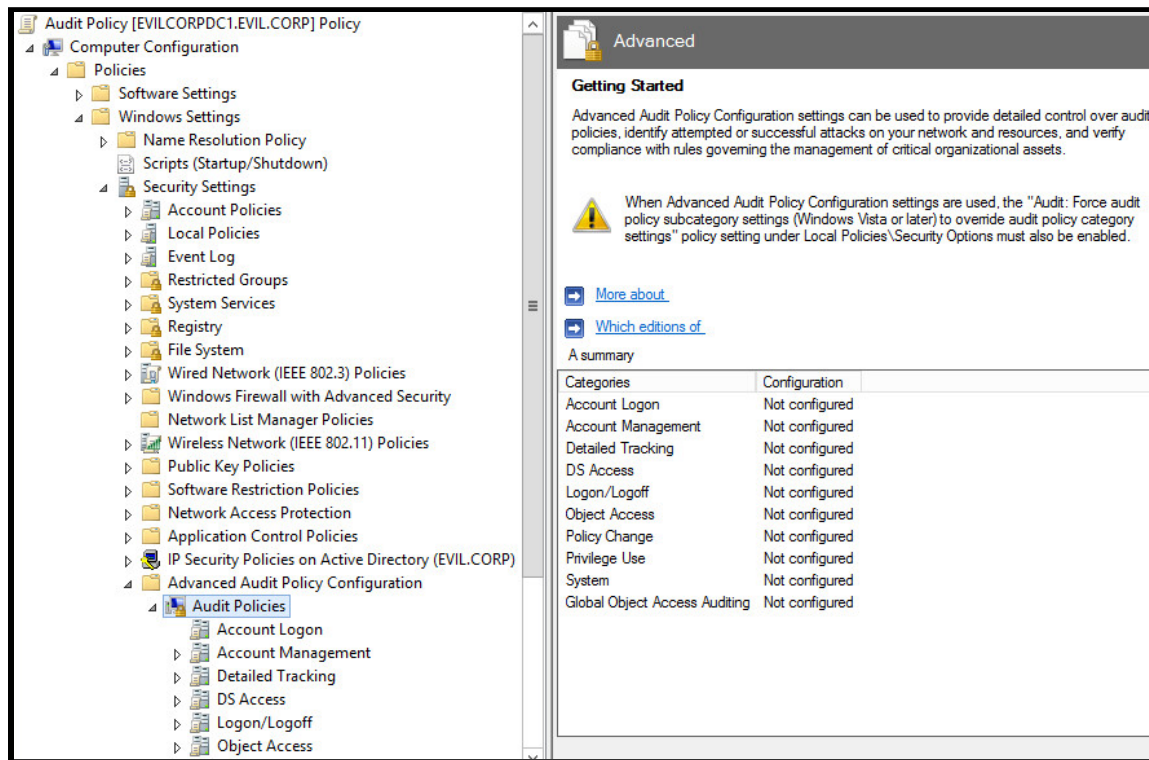 Audit Policy [EVILCORPDC1.EVIL.CORP] Policy
Computer Configuration
Policies
Software Settings
Windows Settings
Name Resolution Policy
Scripts (Startup/Shutdown)
Security Settings
Account Policies
Local Policies
Event Log
Restricted Groups
System Services
Registry
File System
Wired Network (IEEE 802.3) Policies
Windows Firewall with Advanced Security
Network List Manager Policies
Wireless Network (IEEE 802.11) Policies
Public Key Policies
Software Restriction Policies
Network Access Protection
Application Control Policies
IP Security Policies on Active Directory (EVIL.CORP)
Advanced Audit Policy Configuration
Audit Policies
Account Logon
Account Management
Detailed Tracking
DS Access
Logon/Logoff
Object Access
Advanced
Getting Started
Advanced Audit Policy Configuration settings can be used to provide detailed control over audit
policies, identify attempted or successful attacks on your network and resources, and verify
compliance with rules governing the management of critical organizational assets.
When Advanced Audit Policy Configuration settings are used, the "Audit: Force audit
policy subcategory settings (Windows Vista or later) to override audit policy category
settings" policy setting under Local Policies\Security Options must also be enabled.
More about
Which editions of
A summary
Categories Configuration
Account Logon Not configured
Account Management Not configured
Detailed Tracking Not configured
DS Access Not configured
Logon/Logoff Not configured
Object Access Not configured
Policy Change Not configured
Privilege Use Not configured
System Not configured
Global Object Access Auditing Not configured